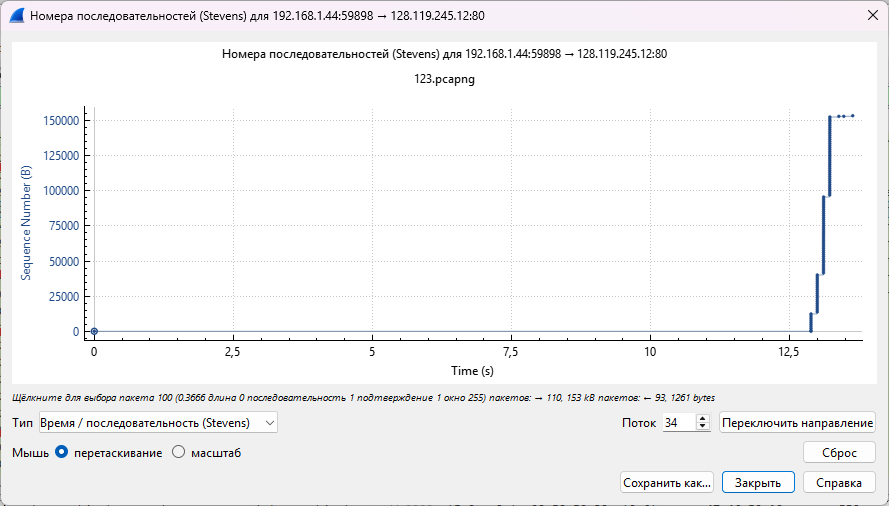 Номера последовательностей (Stevens) для 192.168.1.44:59898 → 128.119.245.12:80
Номера последовательностей (Stevens) для 192.168.1.44:59898 → 128.119.245.12:80
123.pcapng
Sequence Number (B)
150000
125000
100000
75000
50000
25000
0
0 2,5 5 7,5 10 12,5
Time (s)
Щёлкните для выбора пакета 100 (0.3666 длина 0 последовательность 1 подтверждение 1 окно 255) пакетов: → 110, 153 kB пакетов: ← 93, 1261 bytes
Тип Время / последовательность (Stevens) Поток 34 Переключить направление
Мышь перетаскивание масштаб Сброс
Сохранить как... Закрыть Справка